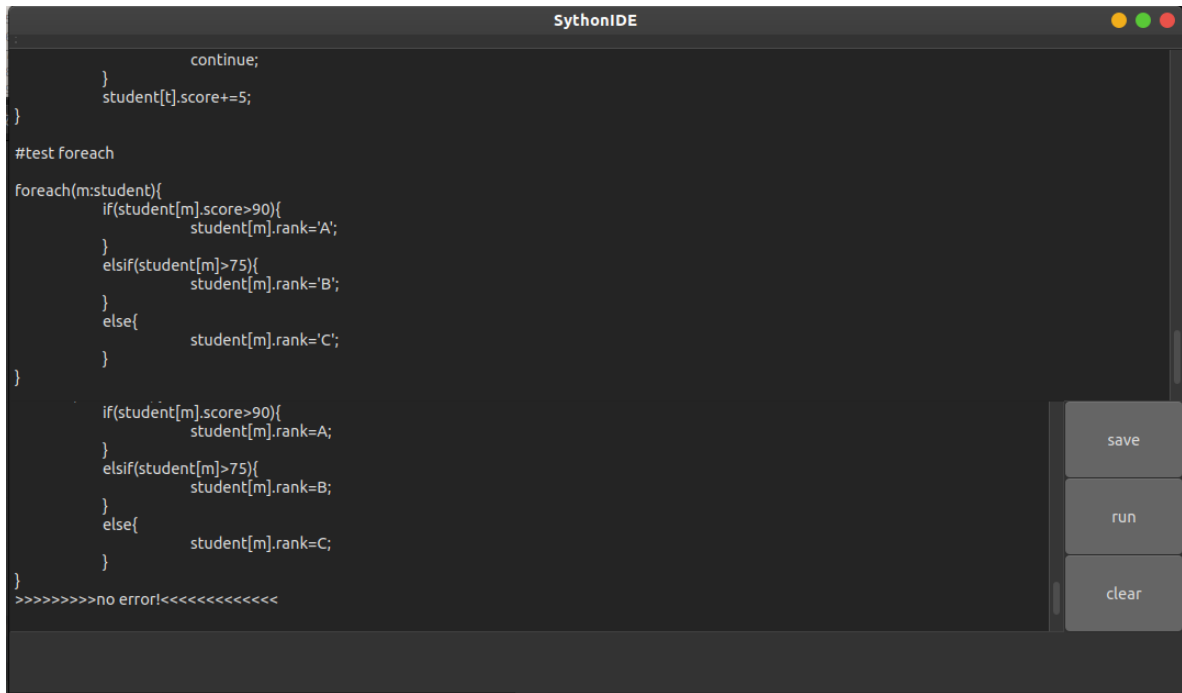 SythonIDE
continue;
}
student[t].score+=5;
}
#test foreach
foreach(m:student){
if(student[m].score>90){
student[m].rank='A';
}
elsif(student[m]>75){
student[m].rank='B';
}
else{
student[m].rank='C';
}
}
if(student[m].score>90){
student[m].rank=A;
}
elsif(student[m]>75){
student[m].rank=B;
}
else{
student[m].rank=C;
}
}
>>>>>>>>>no error!<<<<<<<<<<<<<
save
run
clear